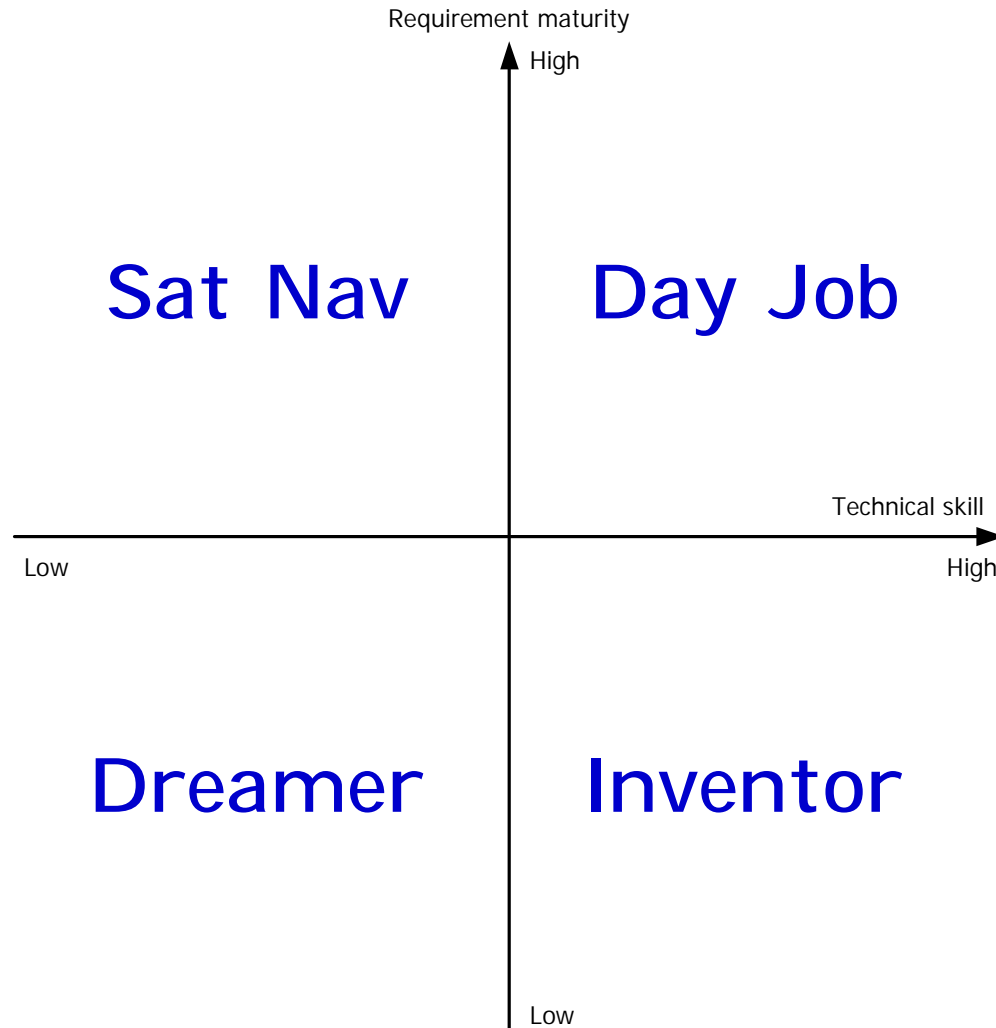 Requirement maturity
High
Sat Nav
Day Job
Technical skill
Low
High
Dreamer
Inventor
Low